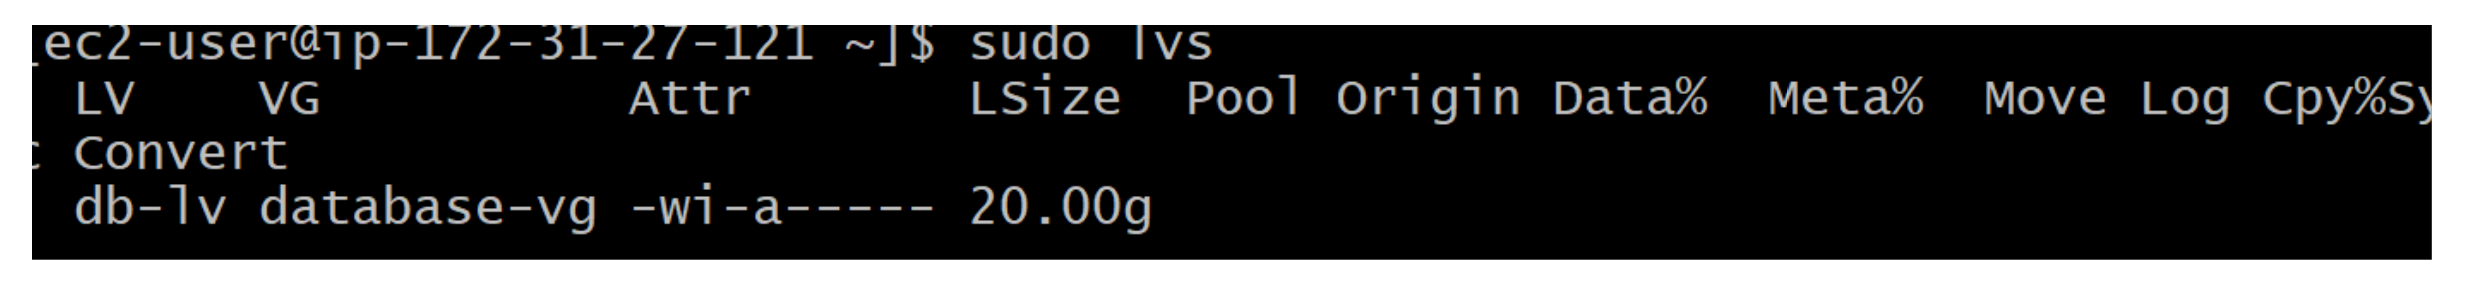 [ec2-user@ip-172-31-27-121 ~]$ sudo lvs
LV VG Attr LSize Pool Origin Data% Meta% Move Log Cpy%Sy
c Convert
db-lv database-vg -wi-a----- 20.00g